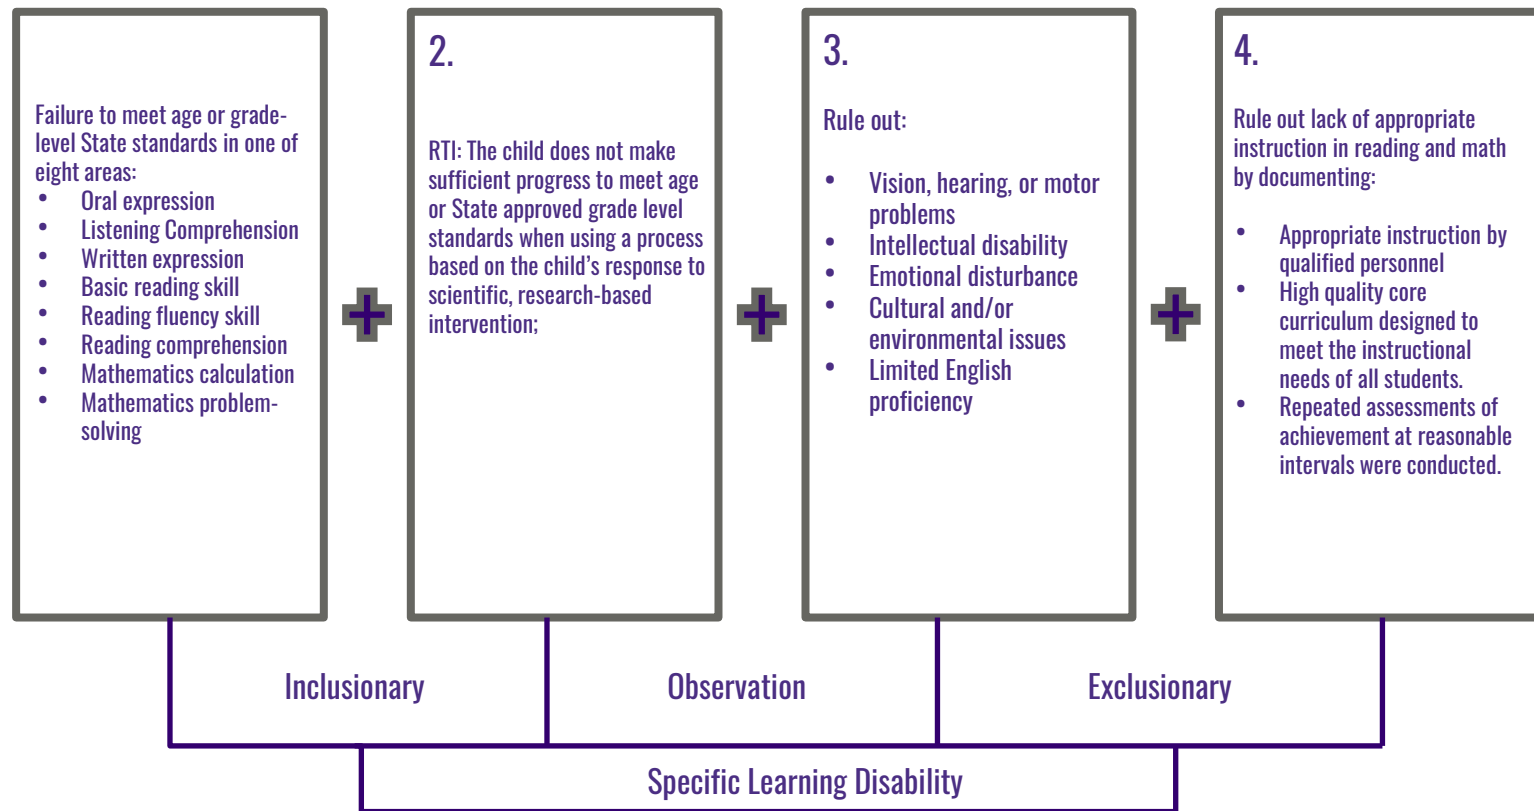 Failure to meet age or grade-
level State standards in one of
eight areas:
• Oral expression
• Listening Comprehension
• Written expression
• Basic reading skill
• Reading fluency skill
• Reading comprehension
• Mathematics calculation
• Mathematics problem-
solving
2.
RTI: The child does not make
sufficient progress to meet age
or State approved grade level
standards when using a process
based on the child’s response to
scientific, research-based
intervention;
3.
Rule out:
• Vision, hearing, or motor
problems
• Intellectual disability
• Emotional disturbance
• Cultural and/or
environmental issues
• Limited English
proficiency
4.
Rule out lack of appropriate
instruction in reading and math
by documenting:
• Appropriate instruction by
qualified personnel
• High quality core
curriculum designed to
meet the instructional
needs of all students.
• Repeated assessments of
achievement at reasonable
intervals were conducted.
Inclusionary
Observation
Exclusionary
Specific Learning Disability